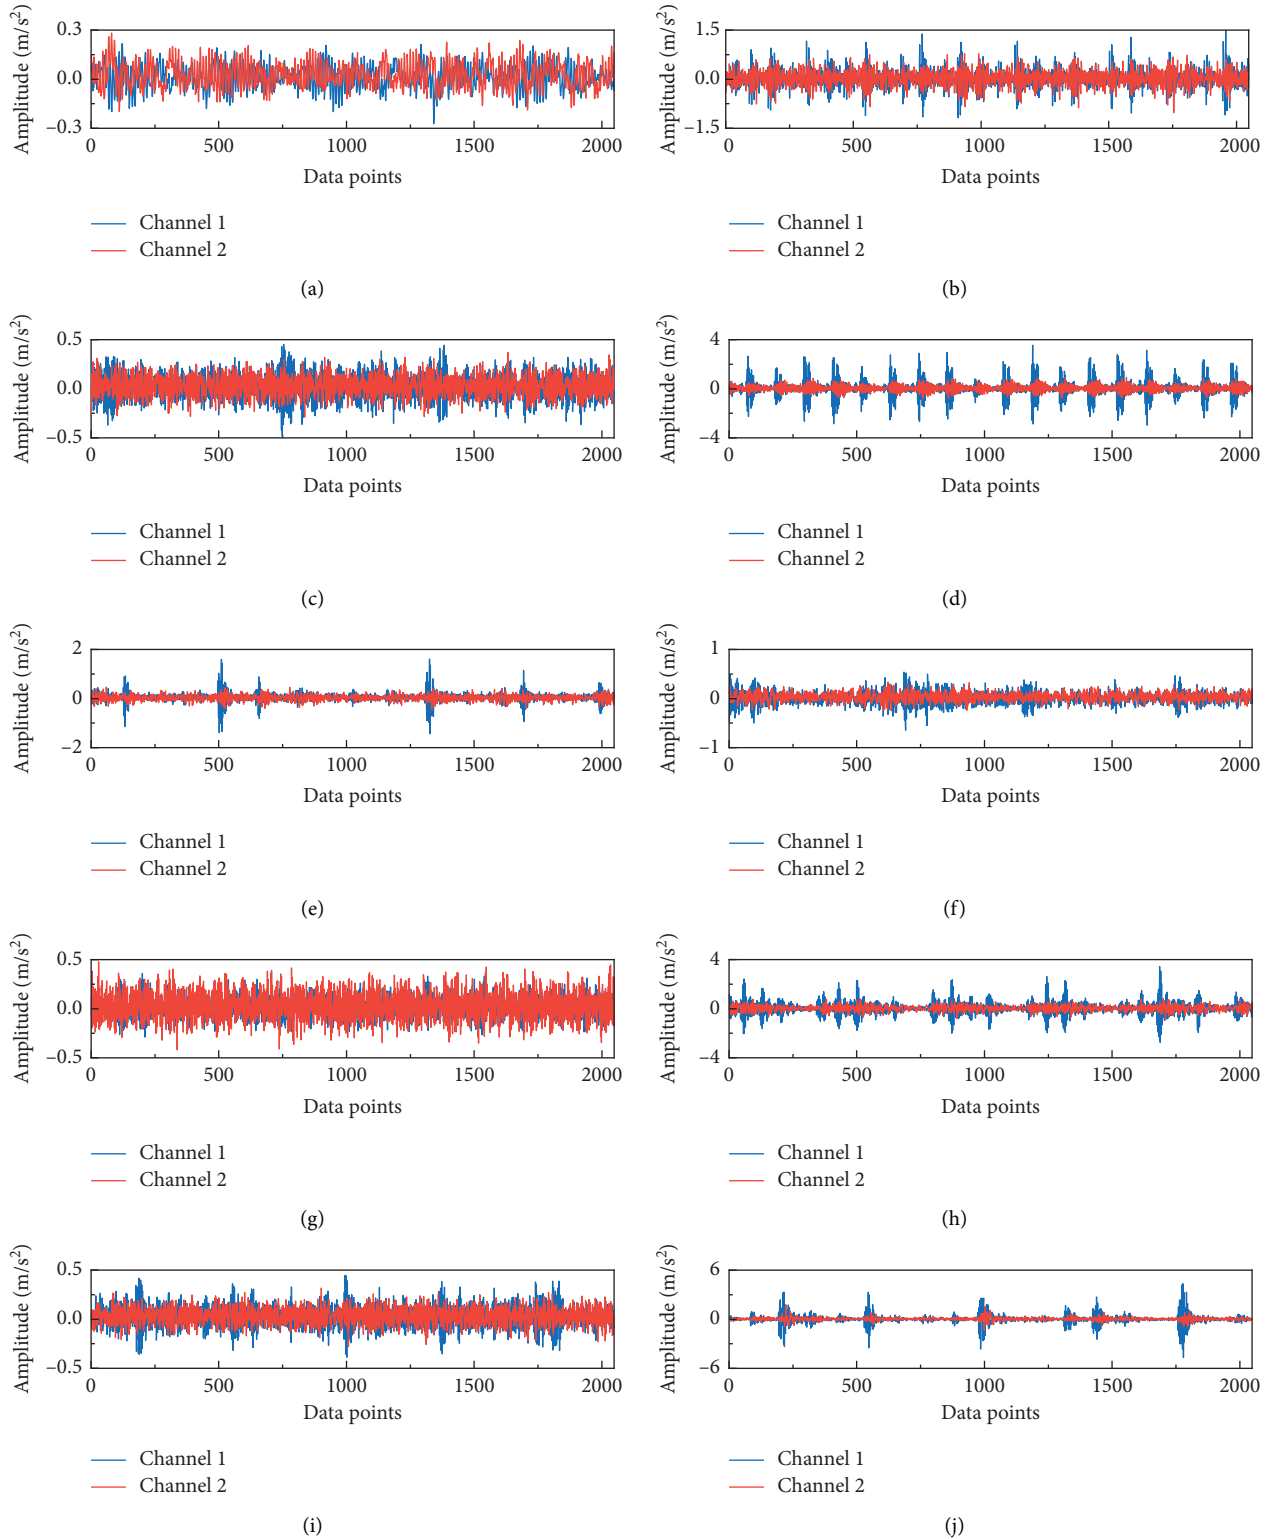 Amplitude (m/s²)
0.3
0.0
−0.3
0 500 1000 1500 2000
Data points
Channel 1
Channel 2
(a)
Amplitude (m/s²)
1.5
0.0
−1.5
0 500 1000 1500 2000
Data points
Channel 1
Channel 2
(b)
Amplitude (m/s²)
0.5
0.0
−0.5
0 500 1000 1500 2000
Data points
Channel 1
Channel 2
(c)
Amplitude (m/s²)
4
0
−4
0 500 1000 1500 2000
Data points
Channel 1
Channel 2
(d)
Amplitude (m/s²)
2
0
−2
0 500 1000 1500 2000
Data points
Channel 1
Channel 2
(e)
Amplitude (m/s²)
1
0
−1
0 500 1000 1500 2000
Data points
Channel 1
Channel 2
(f)
Amplitude (m/s²)
0.5
0.0
−0.5
0 500 1000 1500 2000
Data points
Channel 1
Channel 2
(g)
Amplitude (m/s²)
4
0
−4
0 500 1000 1500 2000
Data points
Channel 1
Channel 2
(h)
Amplitude (m/s²)
0.5
0.0
−0.5
0 500 1000 1500 2000
Data points
Channel 1
Channel 2
(i)
Amplitude (m/s²)
6
0
−6
0 500 1000 1500 2000
Data points
Channel 1
Channel 2
(j)